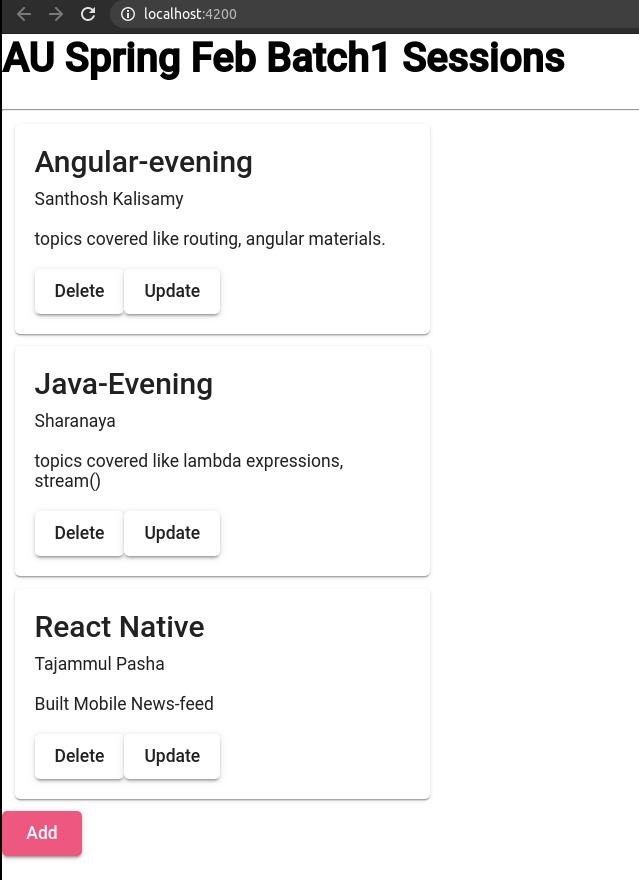 localhost:4200
AU Spring Feb Batch1 Sessions
Angular-evening
Santhosh Kalisamy
topics covered like routing, angular materials.
Delete Update
Java-Evening
Sharanaya
topics covered like lambda expressions,
stream()
Delete Update
React Native
Tajammul Pasha
Built Mobile News-feed
Delete Update
Add